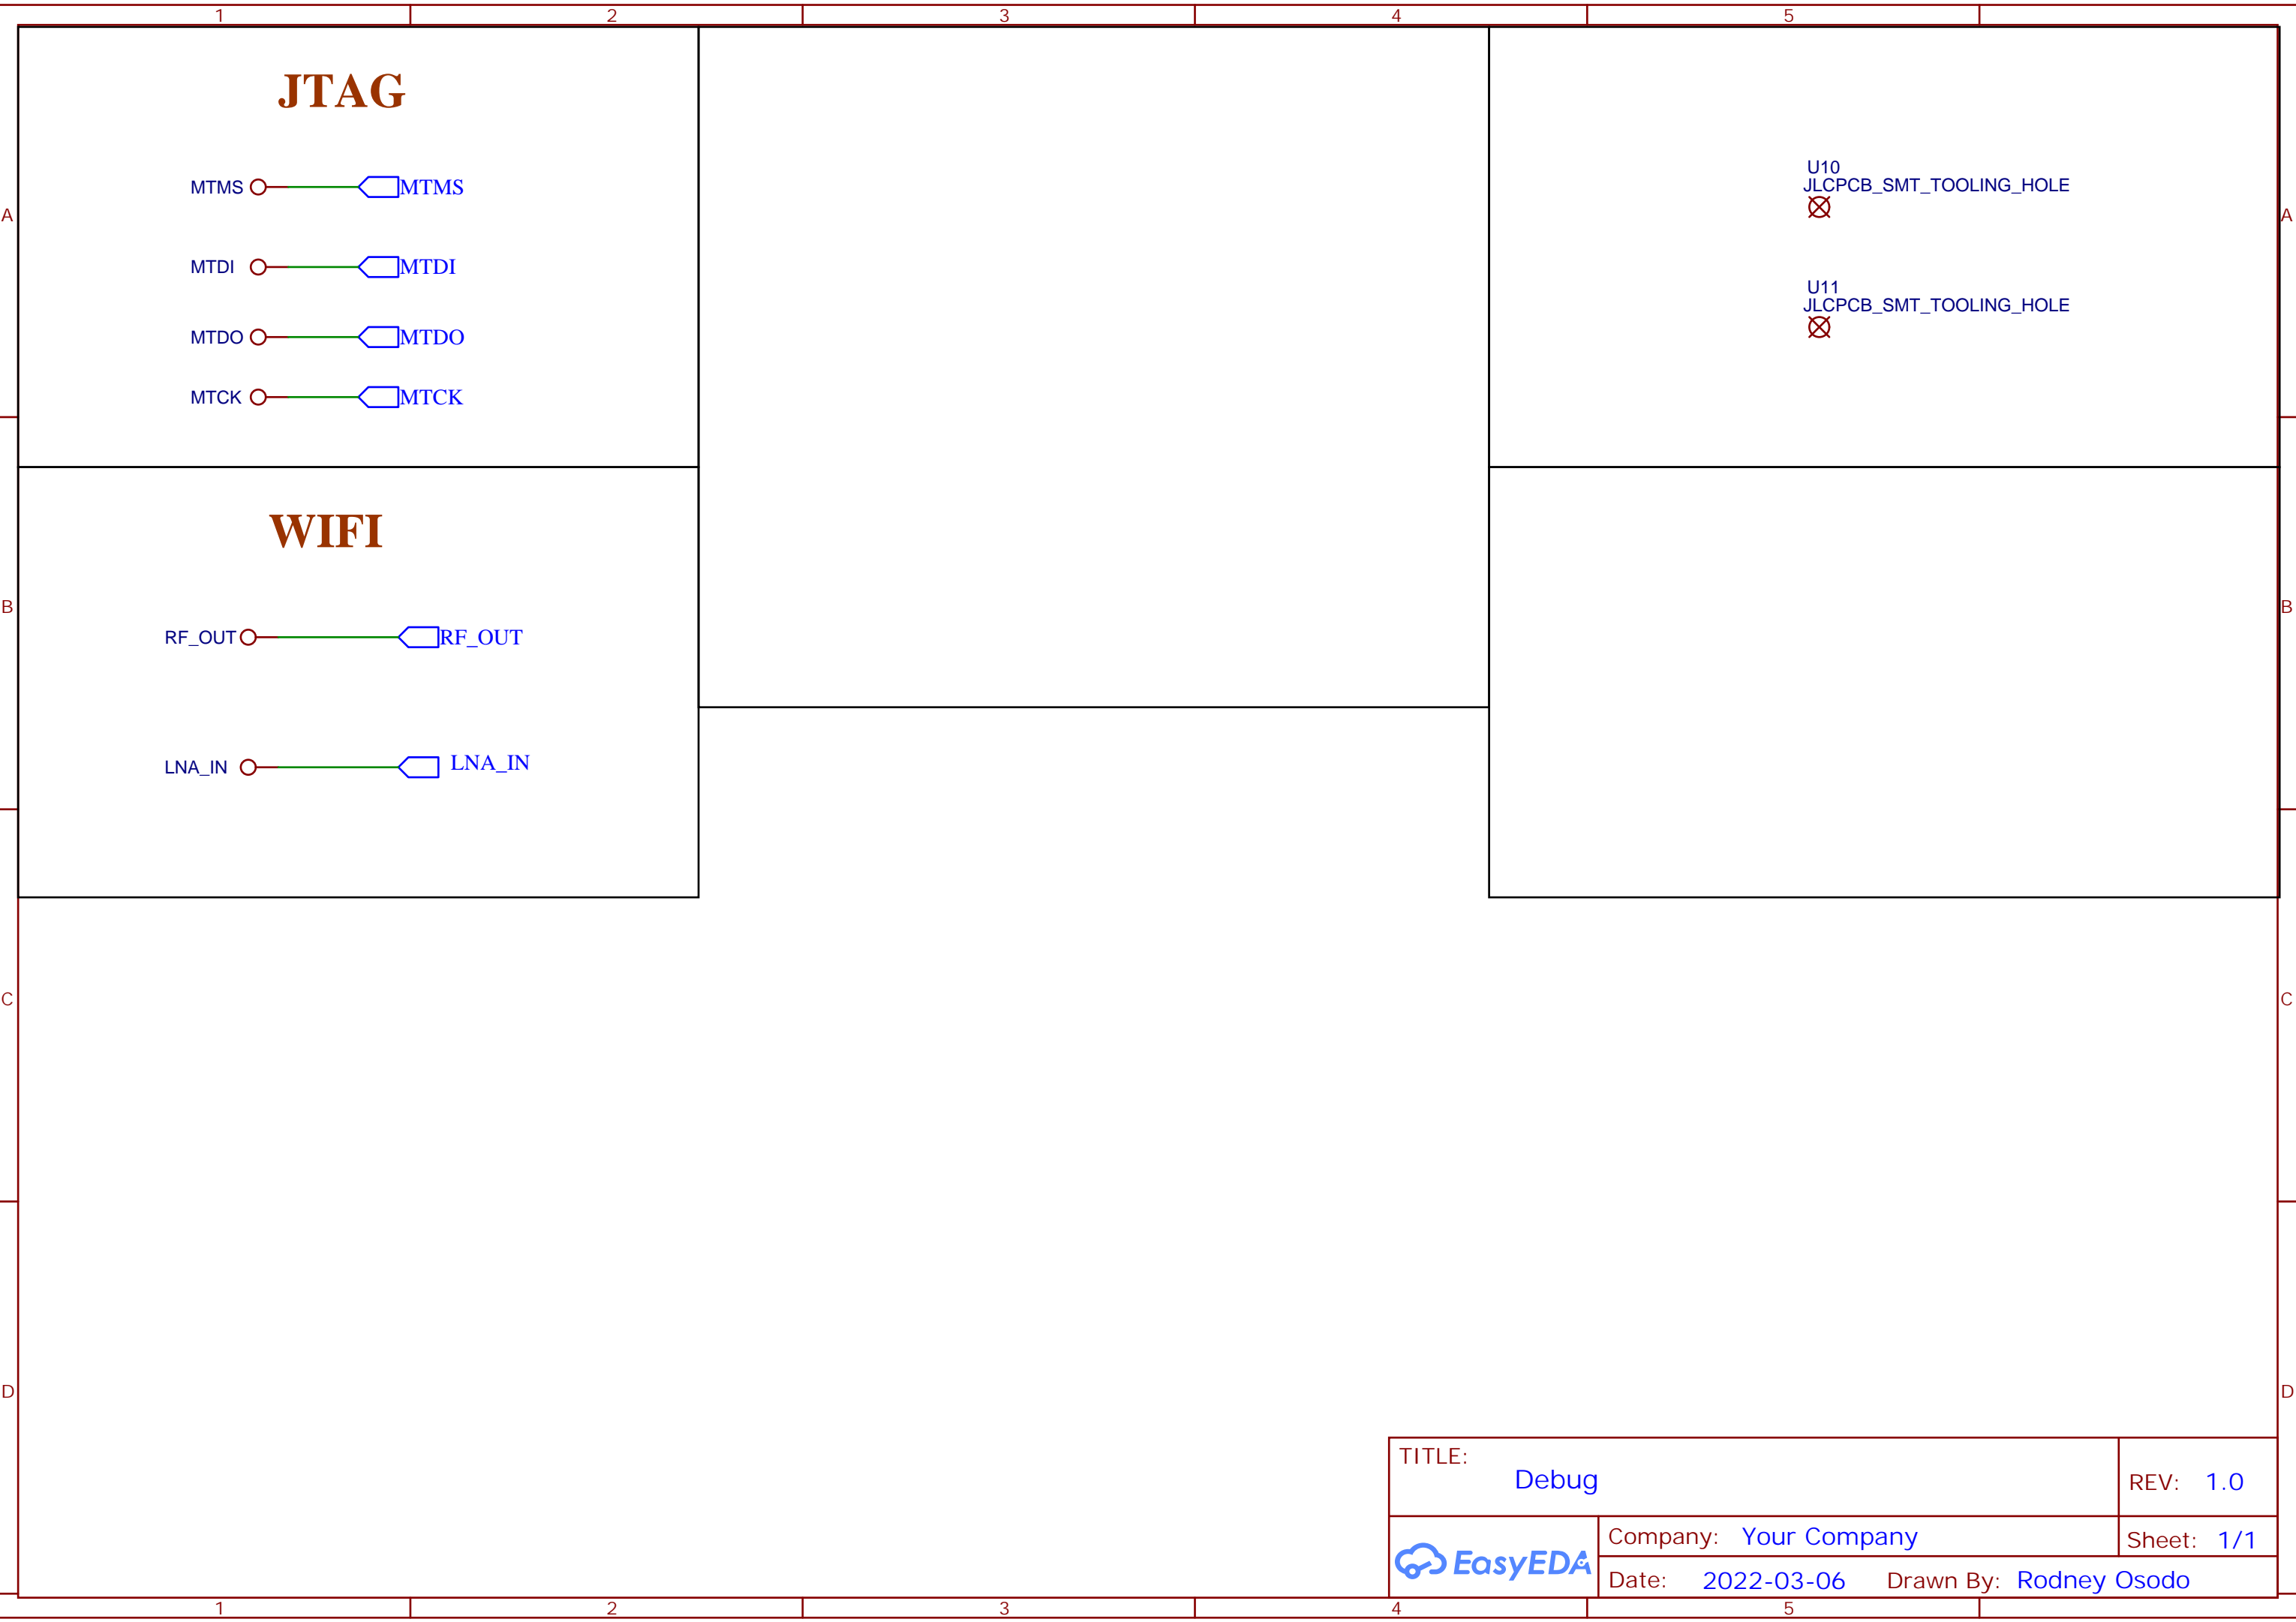 1 2 3 4 5
JTAG
MTMS MTMS
MTDI MTDI
MTDO MTDO
MTCK MTCK
U10
JLCPCB_SMT_TOOLING_HOLE
U11
JLCPCB_SMT_TOOLING_HOLE
A A
WIFI
RF_OUT RF_OUT
LNA_IN LNA_IN
B B
C C
D D
TITLE:
Debug
REV: 1.0
EasyEDA
Company: Your Company
Sheet: 1/1
Date: 2022-03-06 Drawn By: Rodney Osodo
1 2 3 4 5